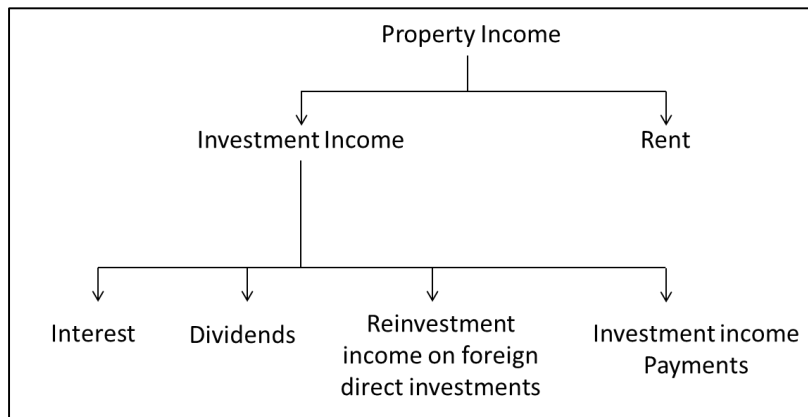 Property Income
Investment Income
Rent
Interest
Dividends
Reinvestment
income on foreign
direct investments
Investment income
Payments